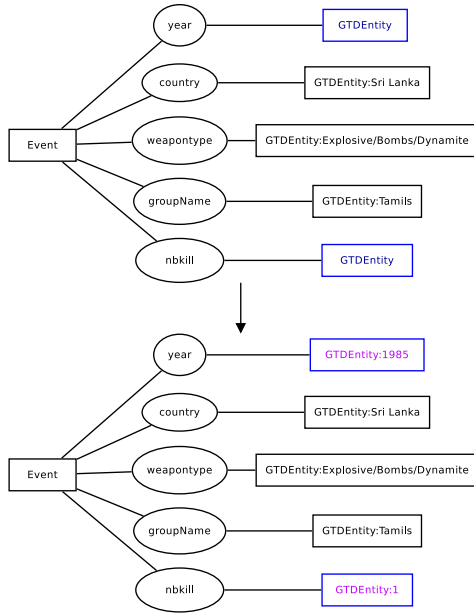 year
GTDEntity
country
GTDEntity:Sri Lanka
Event
weapontype
GTDEntity:Explosive/Bombs/Dynamite
groupName
GTDEntity:Tamils
nbkill
GTDEntity
year
GTDEntity:1985
country
GTDEntity:Sri Lanka
Event
weapontype
GTDEntity:Explosive/Bombs/Dynamite
groupName
GTDEntity:Tamils
nbkill
GTDEntity:1